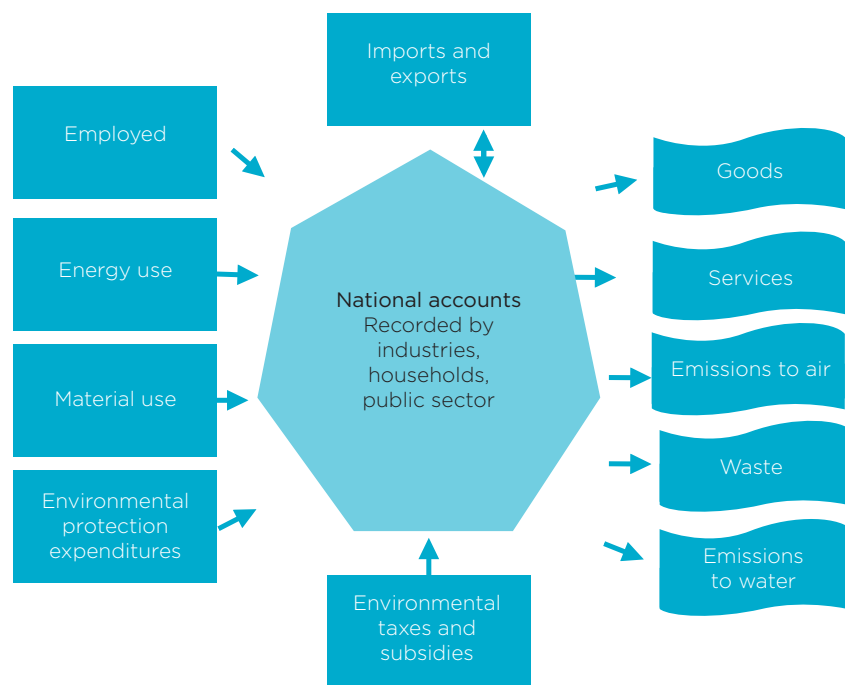 Imports and
exports
Employed
Energy use
Material use
Environmental
protection
expenditures
National accounts
Recorded by
industries,
households,
public sector
Environmental
taxes and
subsidies
Goods
Services
Emissions to air
Waste
Emissions
to water